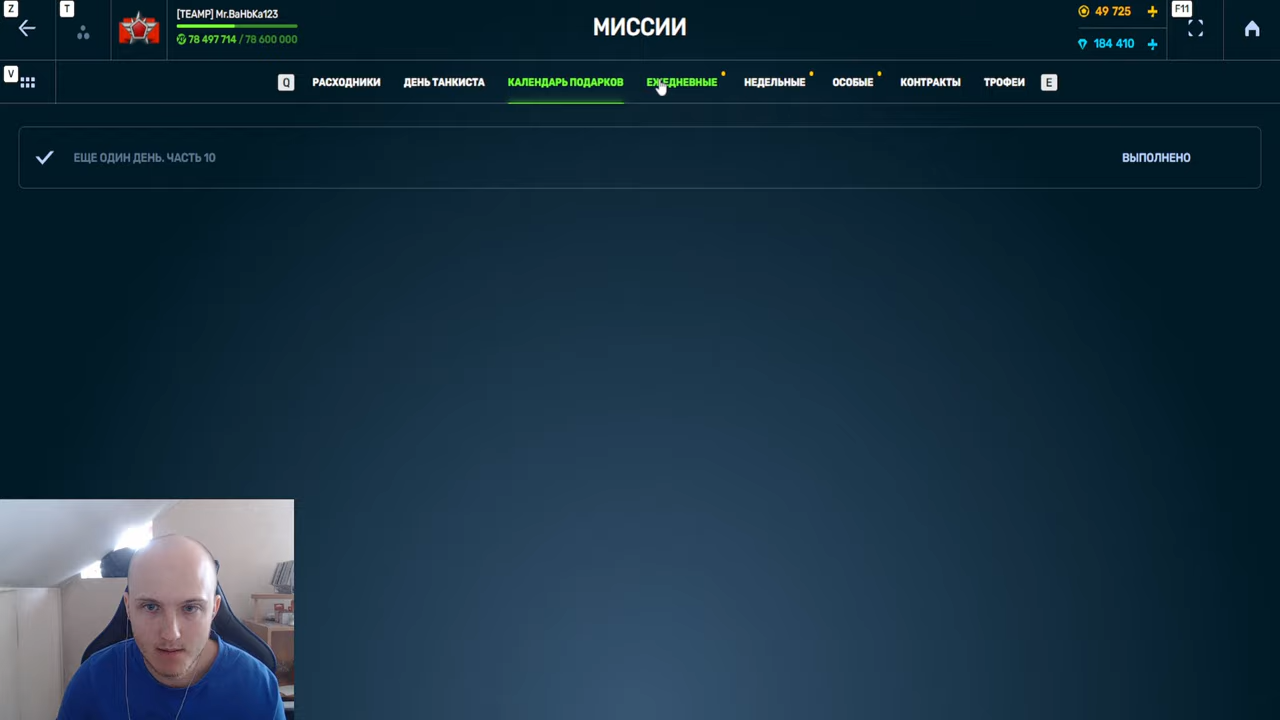 Z
T
[TEAMP] Mr.BaHbKa123
78 497 714 / 78 600 000
МИССИИ
49 725
184 410
F11
V
Q
РАСХОДНИКИ
ДЕНЬ ТАНКИСТА
КАЛЕНДАРЬ ПОДАРКОВ
ЕЖЕДНЕВНЫЕ
НЕДЕЛЬНЫЕ
ОСОБЫЕ
КОНТРАКТЫ
ТРОФЕИ
E
ЕЩЕ ОДИН ДЕНЬ. ЧАСТЬ 10
ВЫПОЛНЕНО